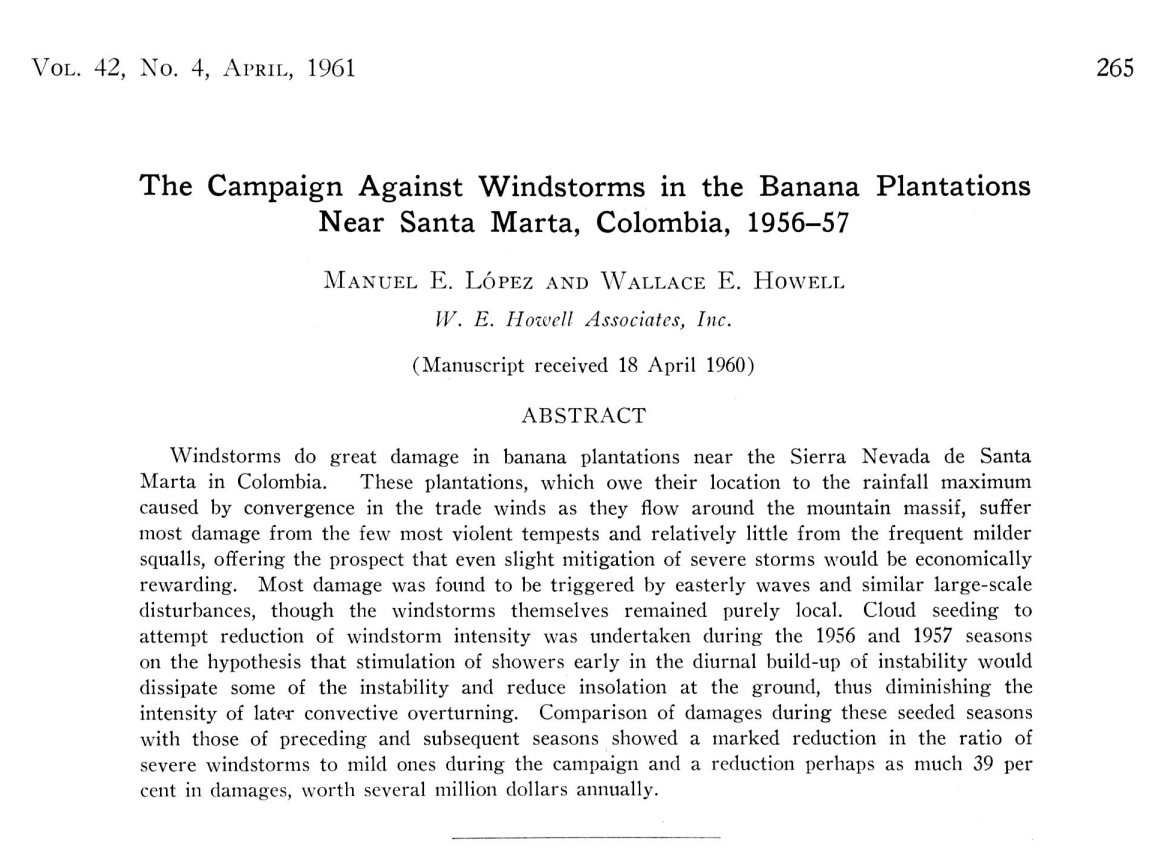 VOL. 42, NO. 4, APRIL, 1961
265
The Campaign Against Windstorms in the Banana Plantations
Near Santa Marta, Colombia, 1956–57
MANUEL E. LÓPEZ AND WALLACE E. HOWELL
W. E. Howell Associates, Inc.
(Manuscript received 18 April 1960)
ABSTRACT
Windstorms do great damage in banana plantations near the Sierra Nevada de Santa
Marta in Colombia. These plantations, which owe their location to the rainfall maximum
caused by convergence in the trade winds as they flow around the mountain massif, suffer
most damage from the few most violent tempests and relatively little from the frequent milder
squalls, offering the prospect that even slight mitigation of severe storms would be economically
rewarding. Most damage was found to be triggered by easterly waves and similar large-scale
disturbances, though the windstorms themselves remained purely local. Cloud seeding to
attempt reduction of windstorm intensity was undertaken during the 1956 and 1957 seasons
on the hypothesis that stimulation of showers early in the diurnal build-up of instability would
dissipate some of the instability and reduce insolation at the ground, thus diminishing the
intensity of later convective overturning. Comparison of damages during these seeded seasons
with those of preceding and subsequent seasons showed a marked reduction in the ratio of
severe windstorms to mild ones during the campaign and a reduction perhaps as much 39 per
cent in damages, worth several million dollars annually.